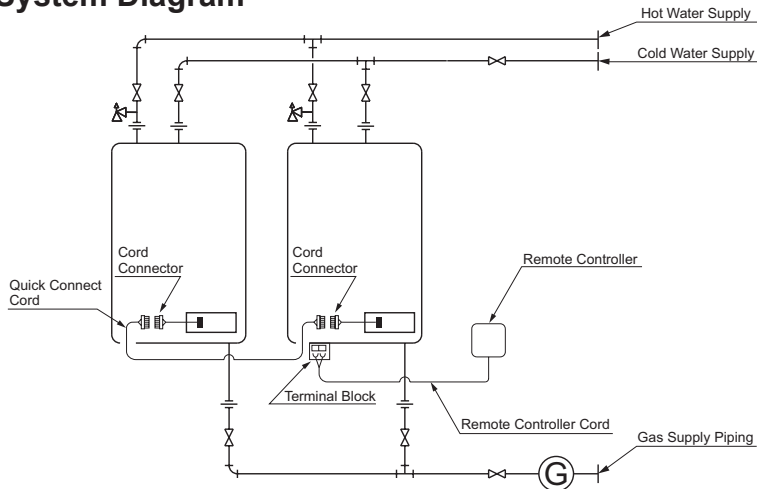 System Diagram
Hot Water Supply
Cold Water Supply
Cord
Connector
Cord
Connector
Remote Controller
Quick Connect
Cord
Terminal Block
Remote Controller Cord
Gas Supply Piping
G